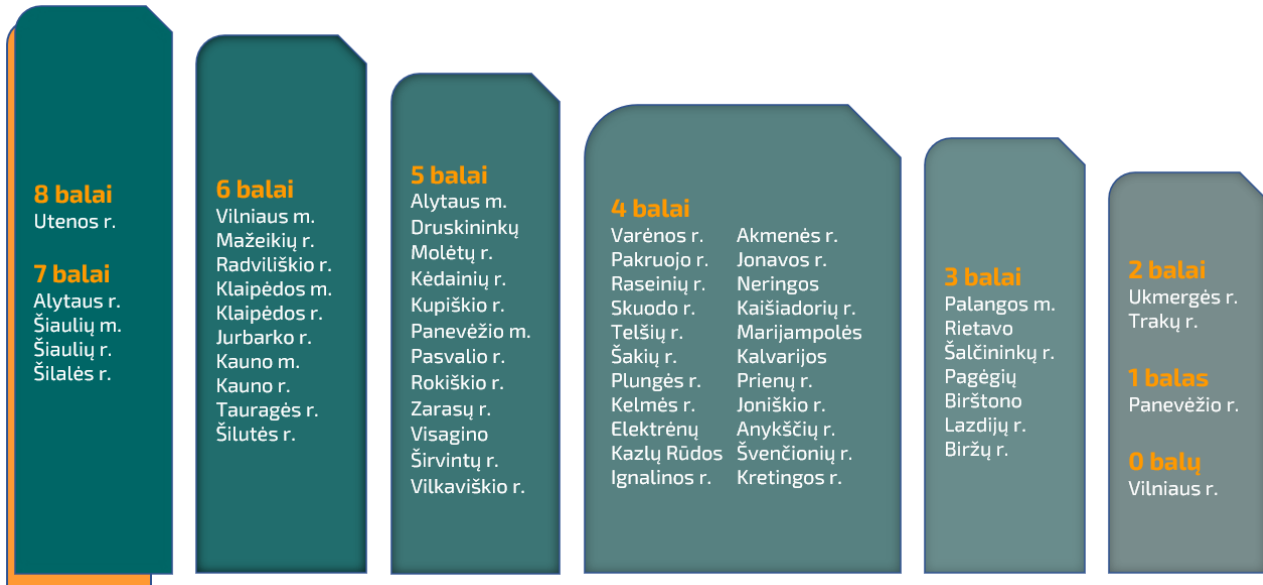 8 balai
Utenos r.
7 balai
Alytaus r.
Šiaulių m.
Šiaulių r.
Šilalės r.
6 balai
Vilniaus m.
Mažeikių r.
Radviliškio r.
Klaipėdos m.
Klaipėdos r.
Jurbarko r.
Kauno m.
Kauno r.
Tauragės r.
Šilutės r.
5 balai
Alytaus m.
Druskininkų
Molėtų r.
Kėdainių r.
Kupiškio r.
Panevėžio m.
Pasvalio r.
Rokiškio r.
Zarasų r.
Visagino
Širvintų r.
Vilkaviškio r.
4 balai
Varėnos r.
Pakruojo r.
Raseinių r.
Skuodo r.
Telšių r.
Šakių r.
Plungės r.
Kelmės r.
Elektrėnų
Kazlų Rūdos
Ignalinos r.
Akmenės r.
Jonavos r.
Neringos
Kaišiadorių r.
Marijampolės
Kalvarijos
Prienų r.
Joniškio r.
Anykščių r.
Švenčionių r.
Kretingos r.
3 balai
Palangos m.
Rietavo
Šalčininkų r.
Pagėgių
Birštono
Lazdijų r.
Biržų r.
2 balai
Ukmergės r.
Trakų r.
1 balas
Panevėžio r.
0 balų
Vilniaus r.